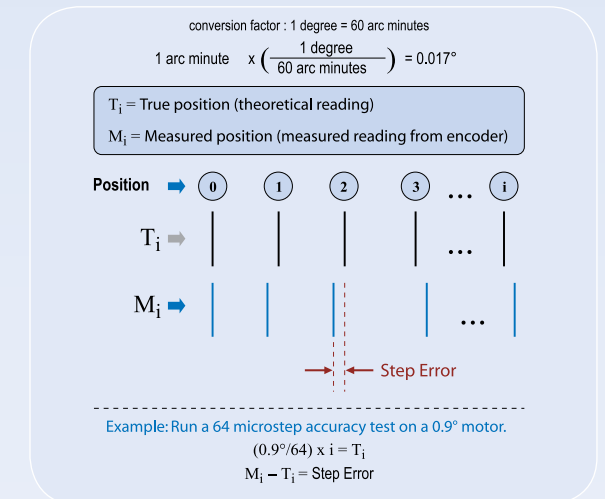 conversion factor : 1 degree = 60 arc minutes
1 arc minute x ( 1 degree / 60 arc minutes ) = 0.017°
Ti = True position (theoretical reading)
Mi = Measured position (measured reading from encoder)
Position 0 1 2 3 ... i
Ti ...
Mi ...
Step Error
Example: Run a 64 microstep accuracy test on a 0.9° motor.
(0.9°/64) x i = Ti
Mi – Ti = Step Error